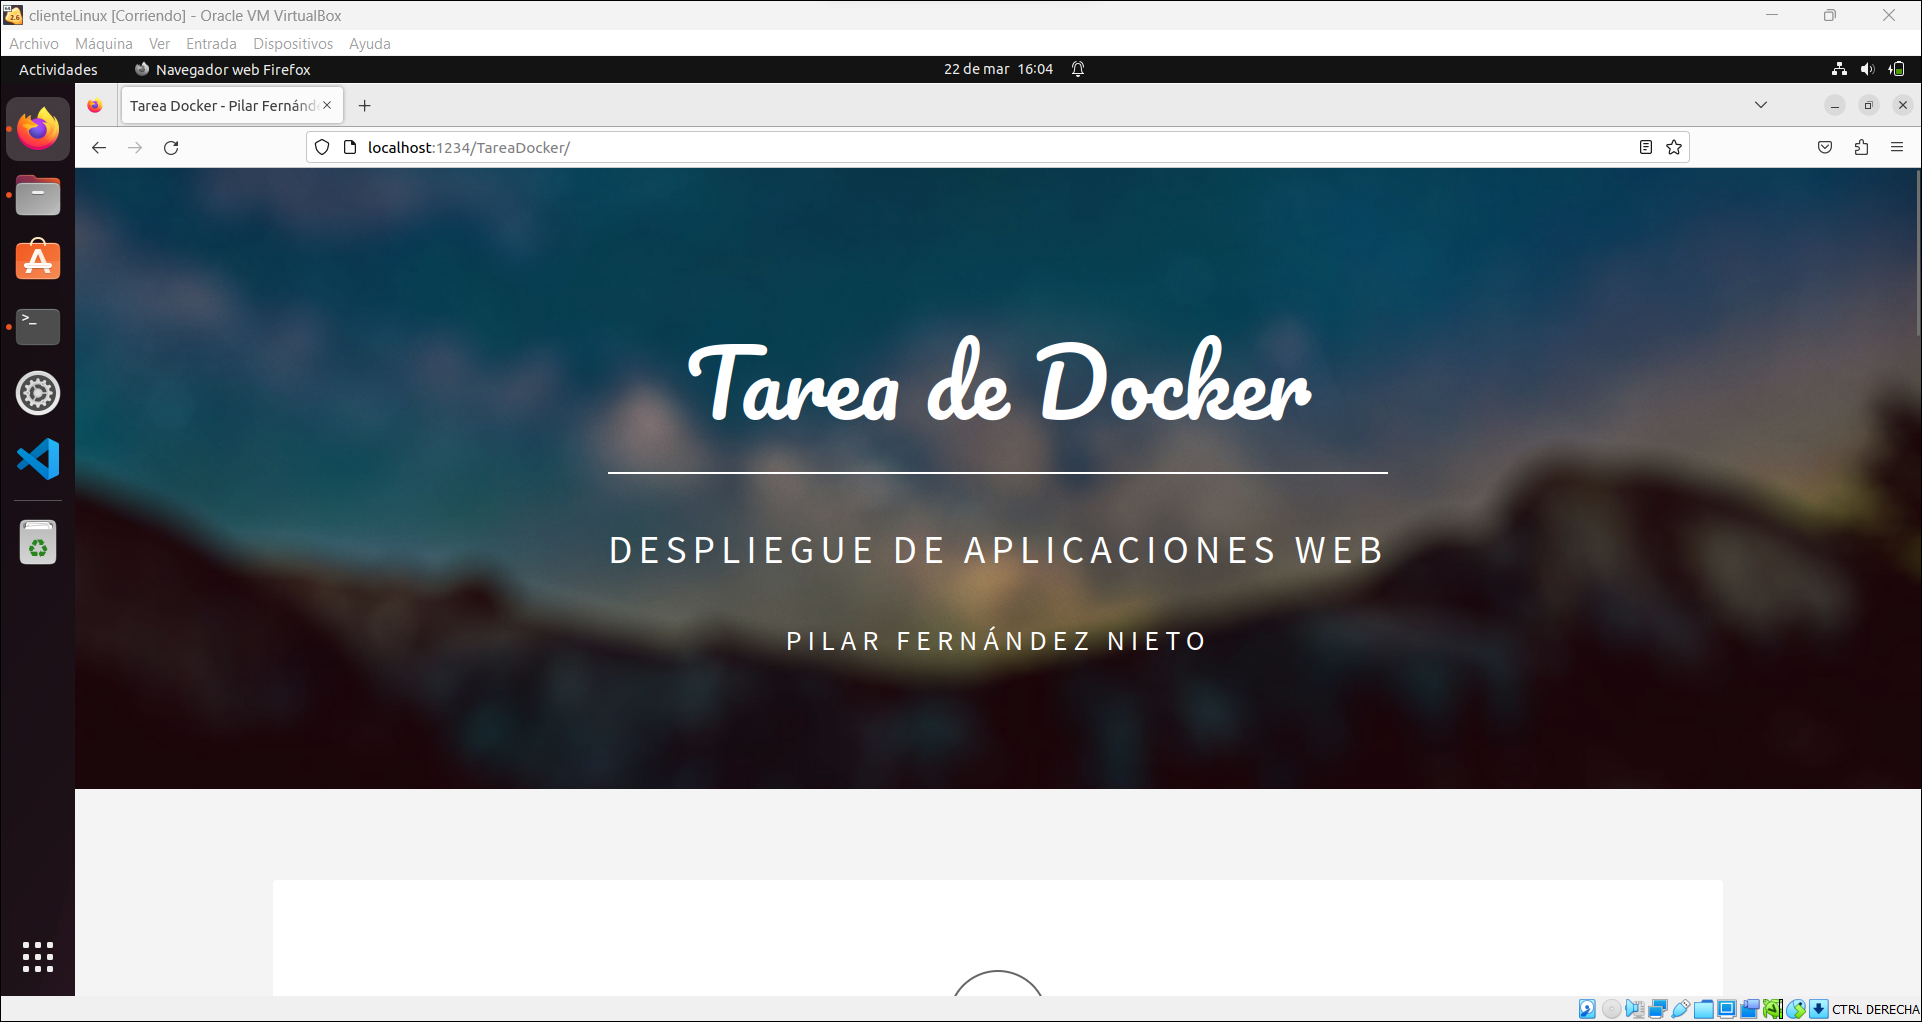 clienteLinux [Corriendo] - Oracle VM VirtualBox
Archivo Máquina Ver Entrada Dispositivos Ayuda
Actividades Navegador web Firefox 22 de mar 16:04
Tarea Docker - Pilar Fernánde
localhost:1234/TareaDocker/
Tarea de Docker
DESPLIEGUE DE APLICACIONES WEB
PILAR FERNÁNDEZ NIETO
CTRL DERECHA